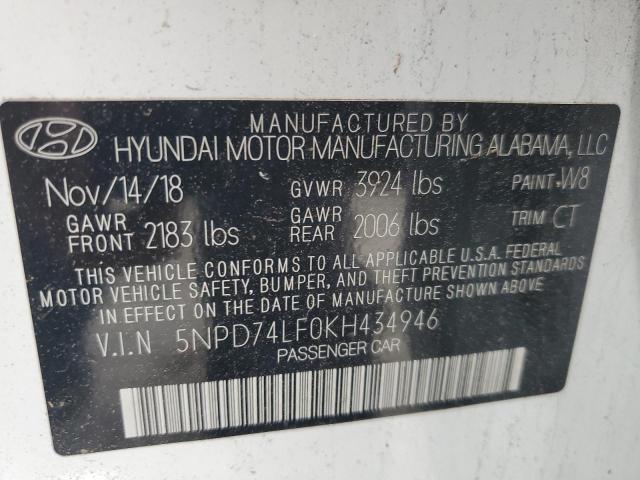 MANUFACTURED BY
HYUNDAI MOTOR MANUFACTURING ALABAMA, LLC
Nov/14/18 GVWR 3924 lbs PAINT W8
GAWR FRONT 2183 lbs GAWR REAR 2006 lbs TRIM CT
THIS VEHICLE CONFORMS TO ALL APPLICABLE U.S.A. FEDERAL
MOTOR VEHICLE SAFETY, BUMPER, AND THEFT PREVENTION STANDARDS
IN EFFECT ON THE DATE OF MANUFACTURE SHOWN ABOVE.
V.I.N 5NPD74LF0KH434946
PASSENGER CAR